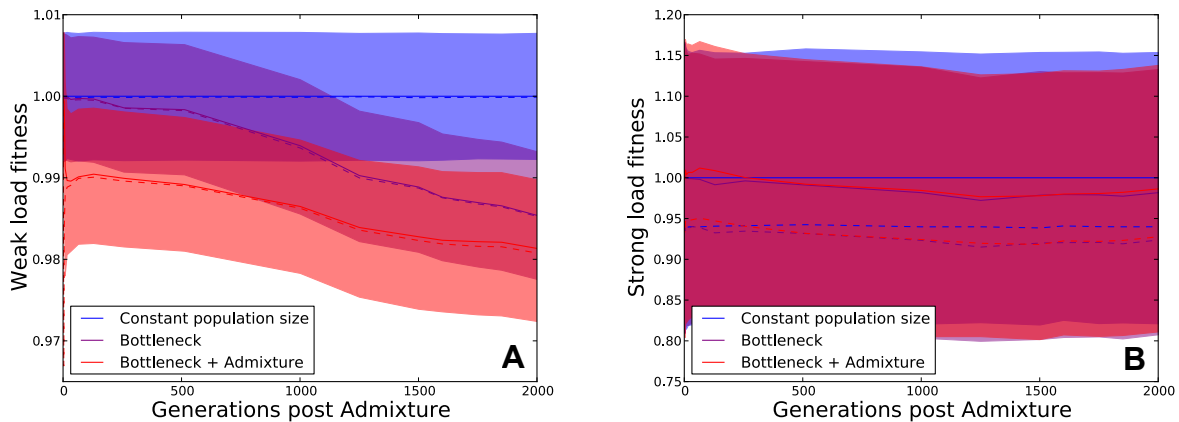 1.01
1.00
0.99
0.98
0.97
Weak load fitness
Constant population size
Bottleneck
Bottleneck + Admixture
A
0
500
1000
1500
2000
Generations post Admixture
1.15
1.10
1.05
1.00
0.95
0.90
0.85
0.80
0.75
Strong load fitness
Constant population size
Bottleneck
Bottleneck + Admixture
B
0
500
1000
1500
2000
Generations post Admixture